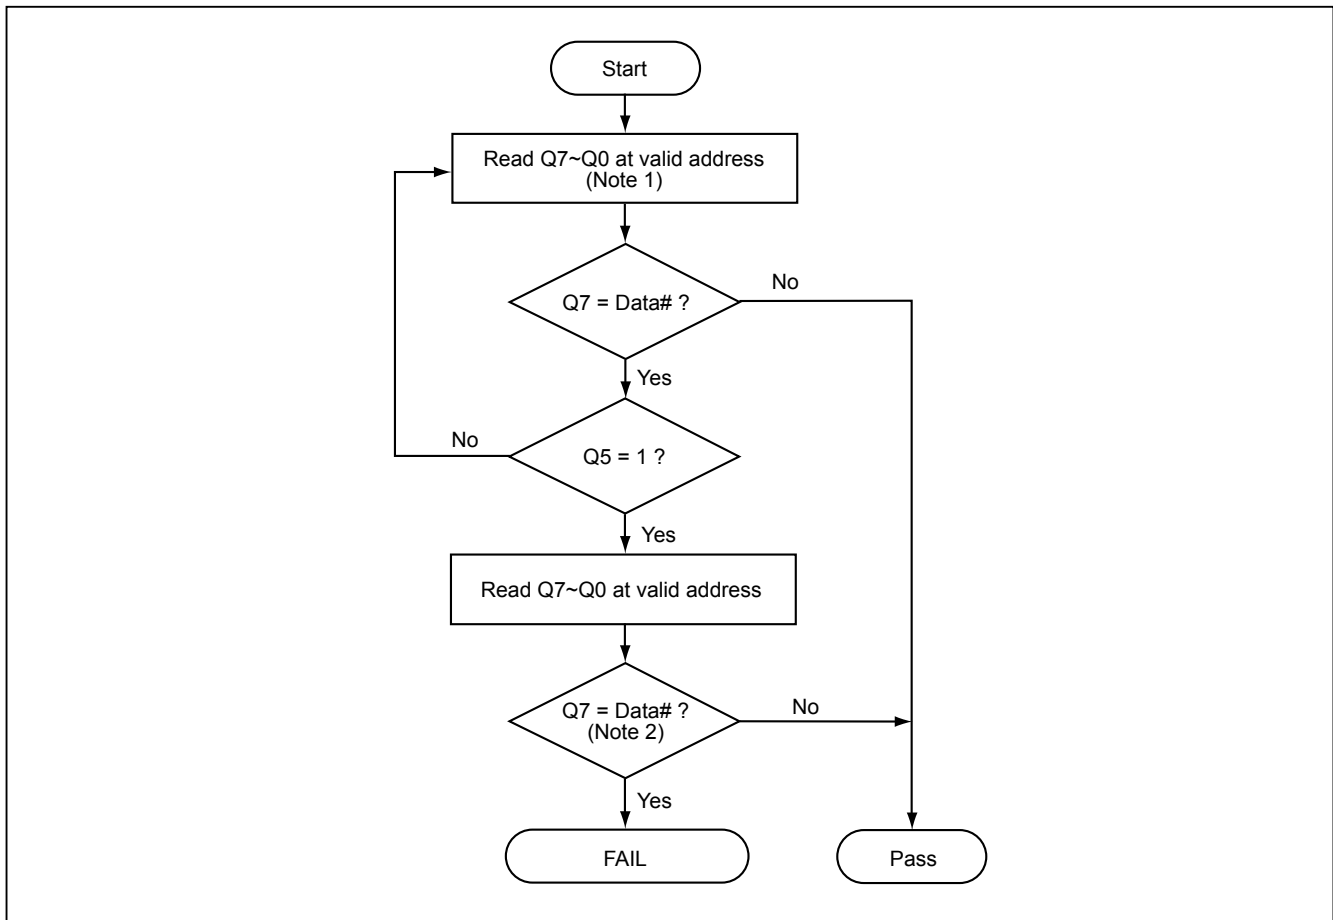 Start
Read Q7~Q0 at valid address
(Note 1)
Q7 = Data# ?
No
Yes
Q5 = 1 ?
No
Yes
Read Q7~Q0 at valid address
Q7 = Data# ?
(Note 2)
No
Yes
FAIL
Pass